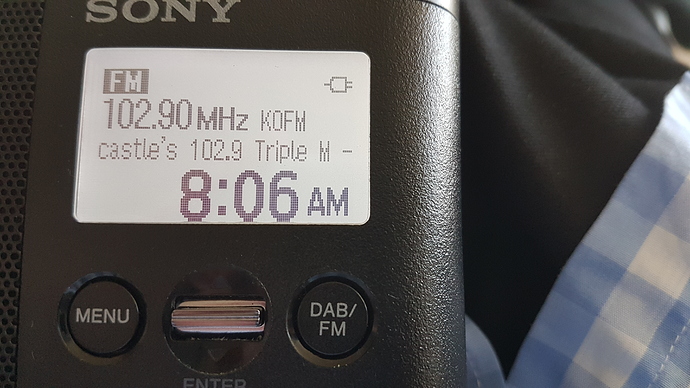 SONY
FM
102.90 MHz KOFM
castle's 102.9 Triple M -
8:06 AM
MENU
DAB/
FM
ENTER